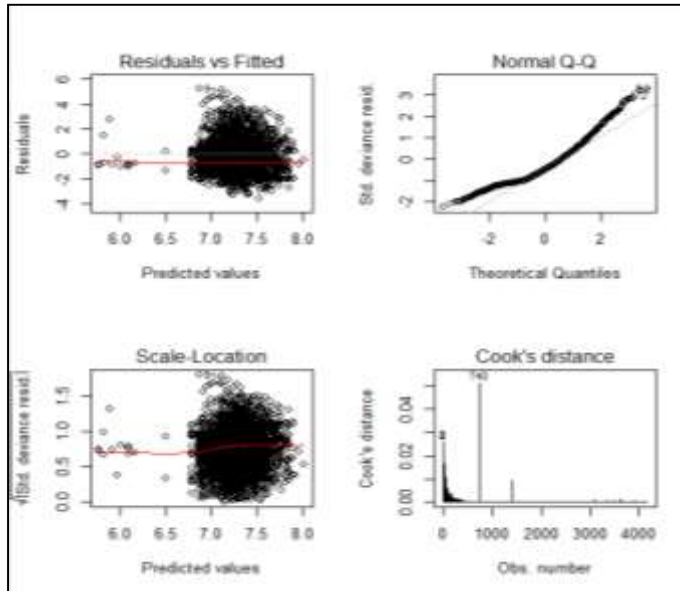 Residuals vs Fitted
Residuals
6
4
2
0
-2
-4
6.0 6.5 7.0 7.5 8.0
Predicted values
Normal Q-Q
Std. deviance resid.
3
2
1
0
-2
-2 0 2
Theoretical Quantiles
Scale-Location
√|Std. deviance resid.|
1.5
1.0
0.5
0.0
6.0 6.5 7.0 7.5 8.0
Predicted values
Cook's distance
Cook's distance
0.04
0.02
0.00
2
0 1000 2000 3000 4000
Obs. number